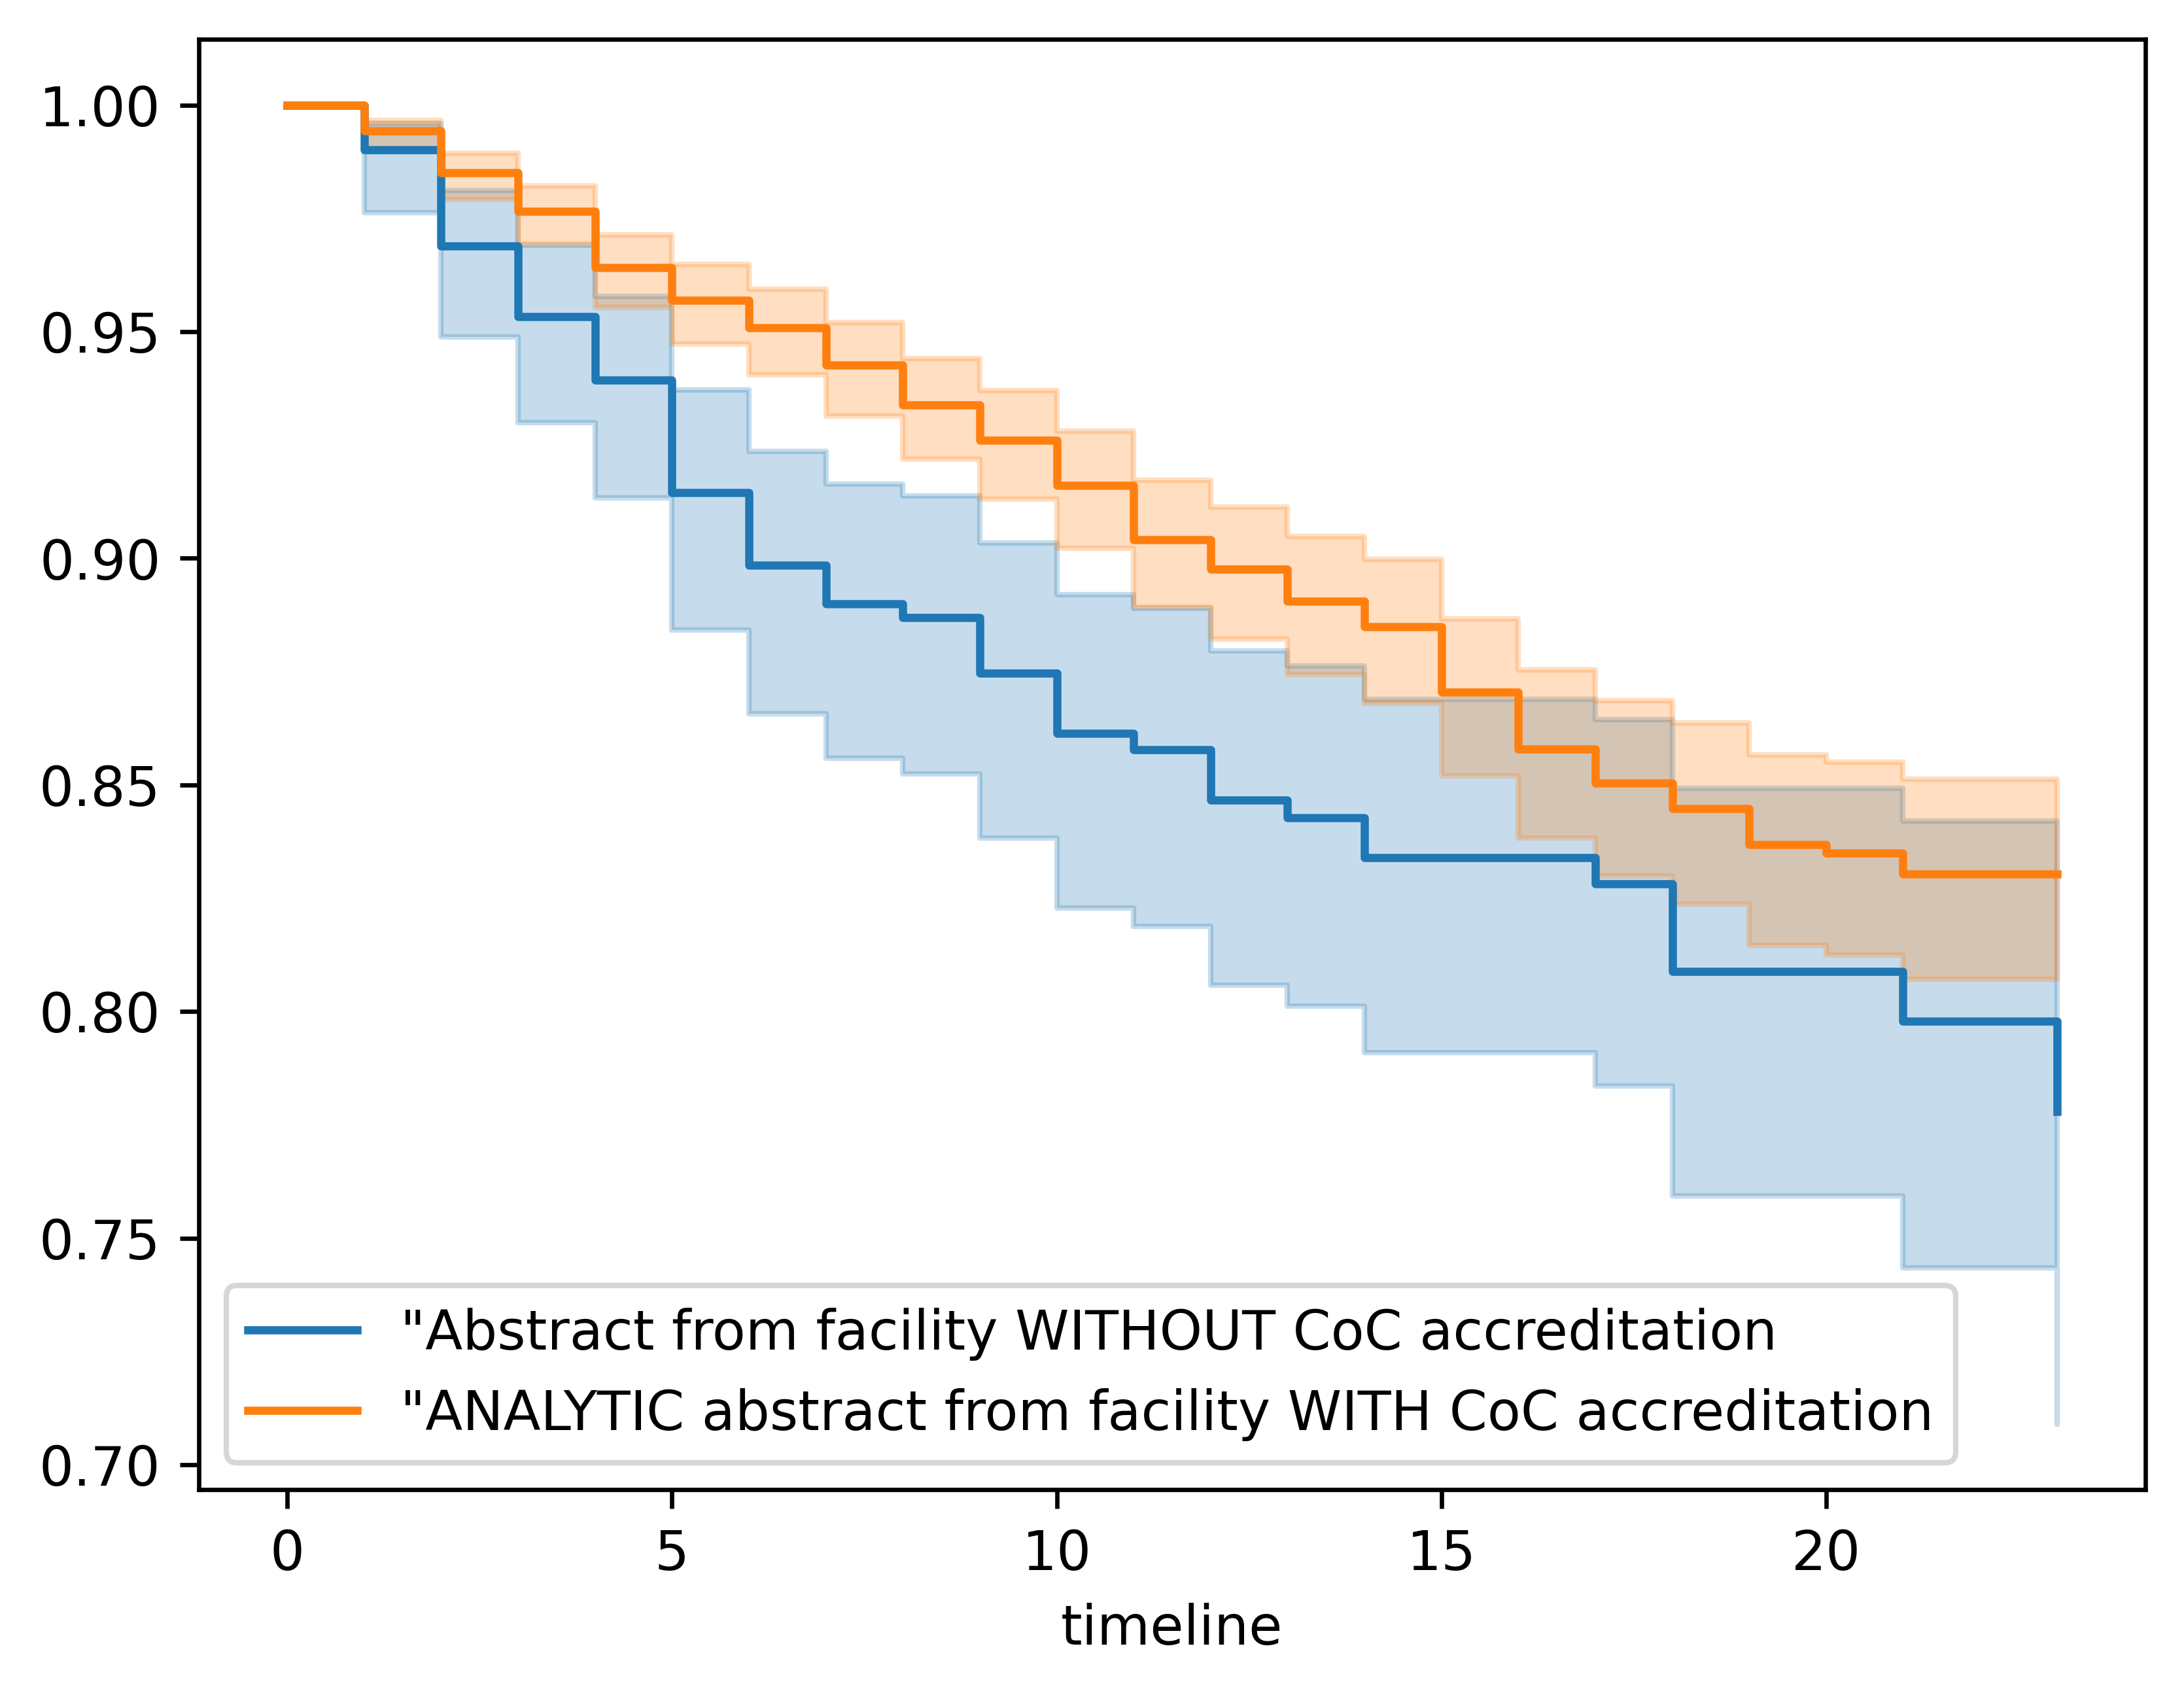 1.00
0.95
0.90
0.85
0.80
0.75
0.70
"Abstract from facility WITHOUT CoC accreditation
"ANALYTIC abstract from facility WITH CoC accreditation
0 5 10 15 20
timeline